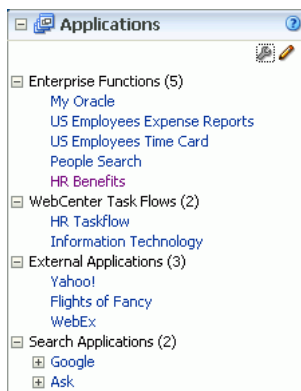 Applications
?
Enterprise Functions (5)
My Oracle
US Employees Expense Reports
US Employees Time Card
People Search
HR Benefits
WebCenter Task Flows (2)
HR Taskflow
Information Technology
External Applications (3)
Yahoo!
Flights of Fancy
WebEx
Search Applications (2)
Google
Ask